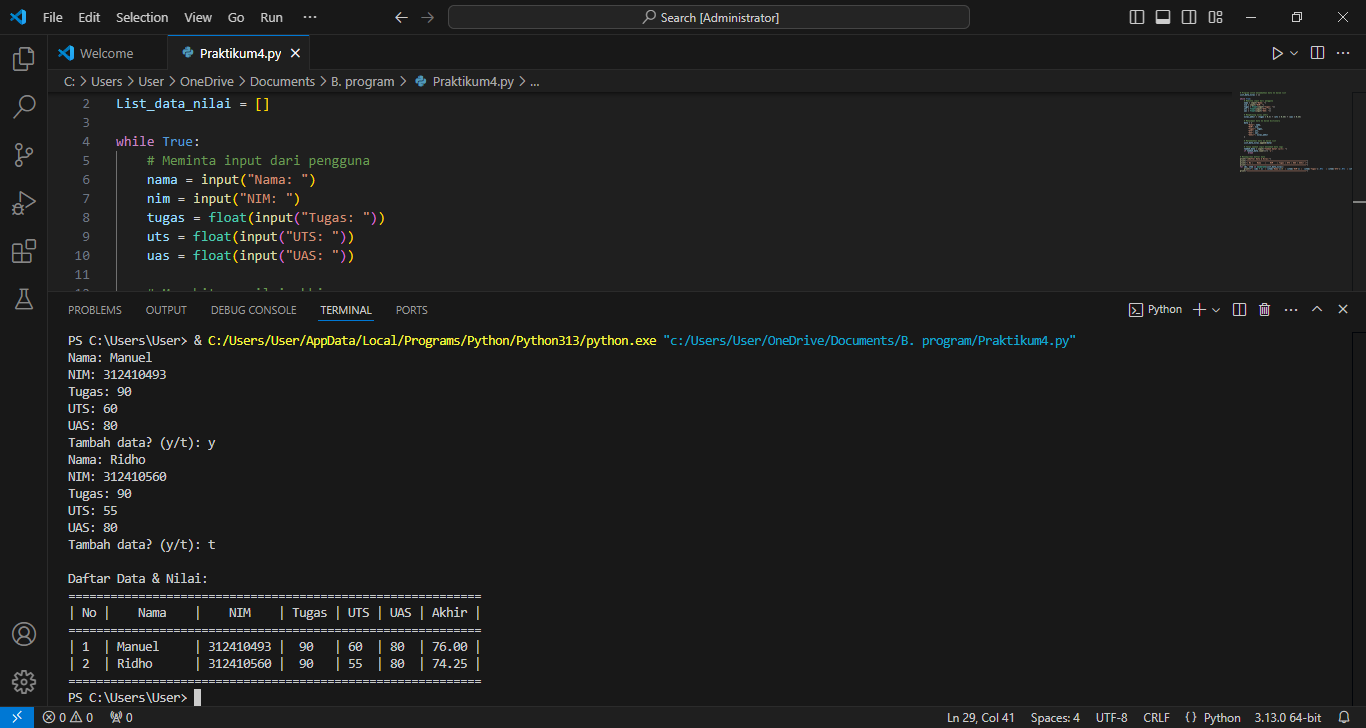 File Edit Selection View Go Run ··· Search [Administrator]
Welcome Praktikum4.py
C: > Users > User > OneDrive > Documents > B. program > Praktikum4.py > ...
2 List_data_nilai = []
3
4 while True:
5 # Meminta input dari pengguna
6 nama = input("Nama: ")
7 nim = input("NIM: ")
8 tugas = float(input("Tugas: "))
9 uts = float(input("UTS: "))
10 uas = float(input("UAS: "))
11
PROBLEMS OUTPUT DEBUG CONSOLE TERMINAL PORTS Python
PS C:\Users\User> & C:/Users/User/AppData/Local/Programs/Python/Python313/python.exe "c:/Users/User/OneDrive/Documents/B. program/Praktikum4.py"
Nama: Manuel
NIM: 312410493
Tugas: 90
UTS: 60
UAS: 80
Tambah data? (y/t): y
Nama: Ridho
NIM: 312410560
Tugas: 90
UTS: 55
UAS: 80
Tambah data? (y/t): t
Daftar Data & Nilai:
===========================================================
| No | Nama | NIM | Tugas | UTS | UAS | Akhir |
===========================================================
| 1 | Manuel | 312410493 | 90 | 60 | 80 | 76.00 |
| 2 | Ridho | 312410560 | 90 | 55 | 80 | 74.25 |
===========================================================
PS C:\Users\User>
0 0 0 Ln 29, Col 41 Spaces: 4 UTF-8 CRLF {} Python 3.13.0 64-bit